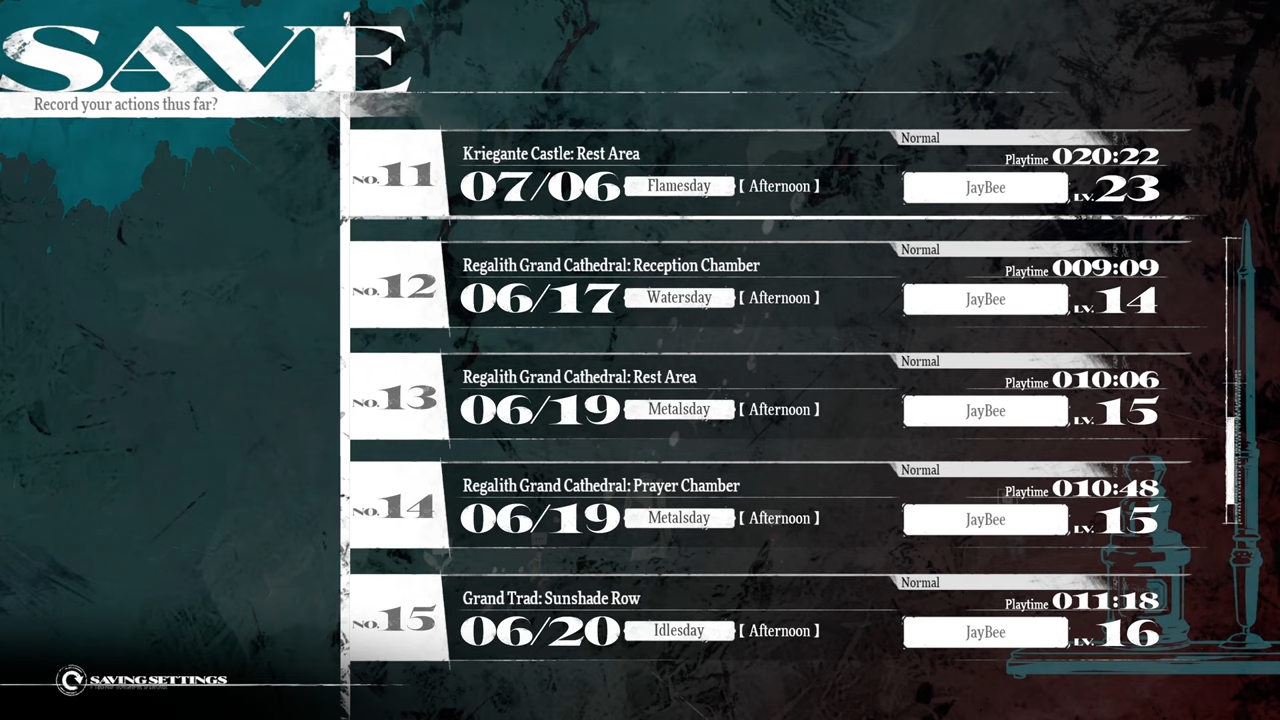 SAVE
Record your actions thus far?
Normal
NO. 11 Kriegante Castle: Rest Area Playtime 020:22
07/06 Flamesday [ Afternoon ] JayBee LV. 23
Normal
NO. 12 Regalith Grand Cathedral: Reception Chamber Playtime 009:09
06/17 Watersday [ Afternoon ] JayBee LV. 14
Normal
NO. 13 Regalith Grand Cathedral: Rest Area Playtime 010:06
06/19 Metalsday [ Afternoon ] JayBee LV. 15
Normal
NO. 14 Regalith Grand Cathedral: Prayer Chamber Playtime 010:48
06/19 Metalsday [ Afternoon ] JayBee LV. 15
Normal
NO. 15 Grand Trad: Sunshade Row Playtime 011:18
06/20 Idlesday [ Afternoon ] JayBee LV. 16
SAVING SETTINGS